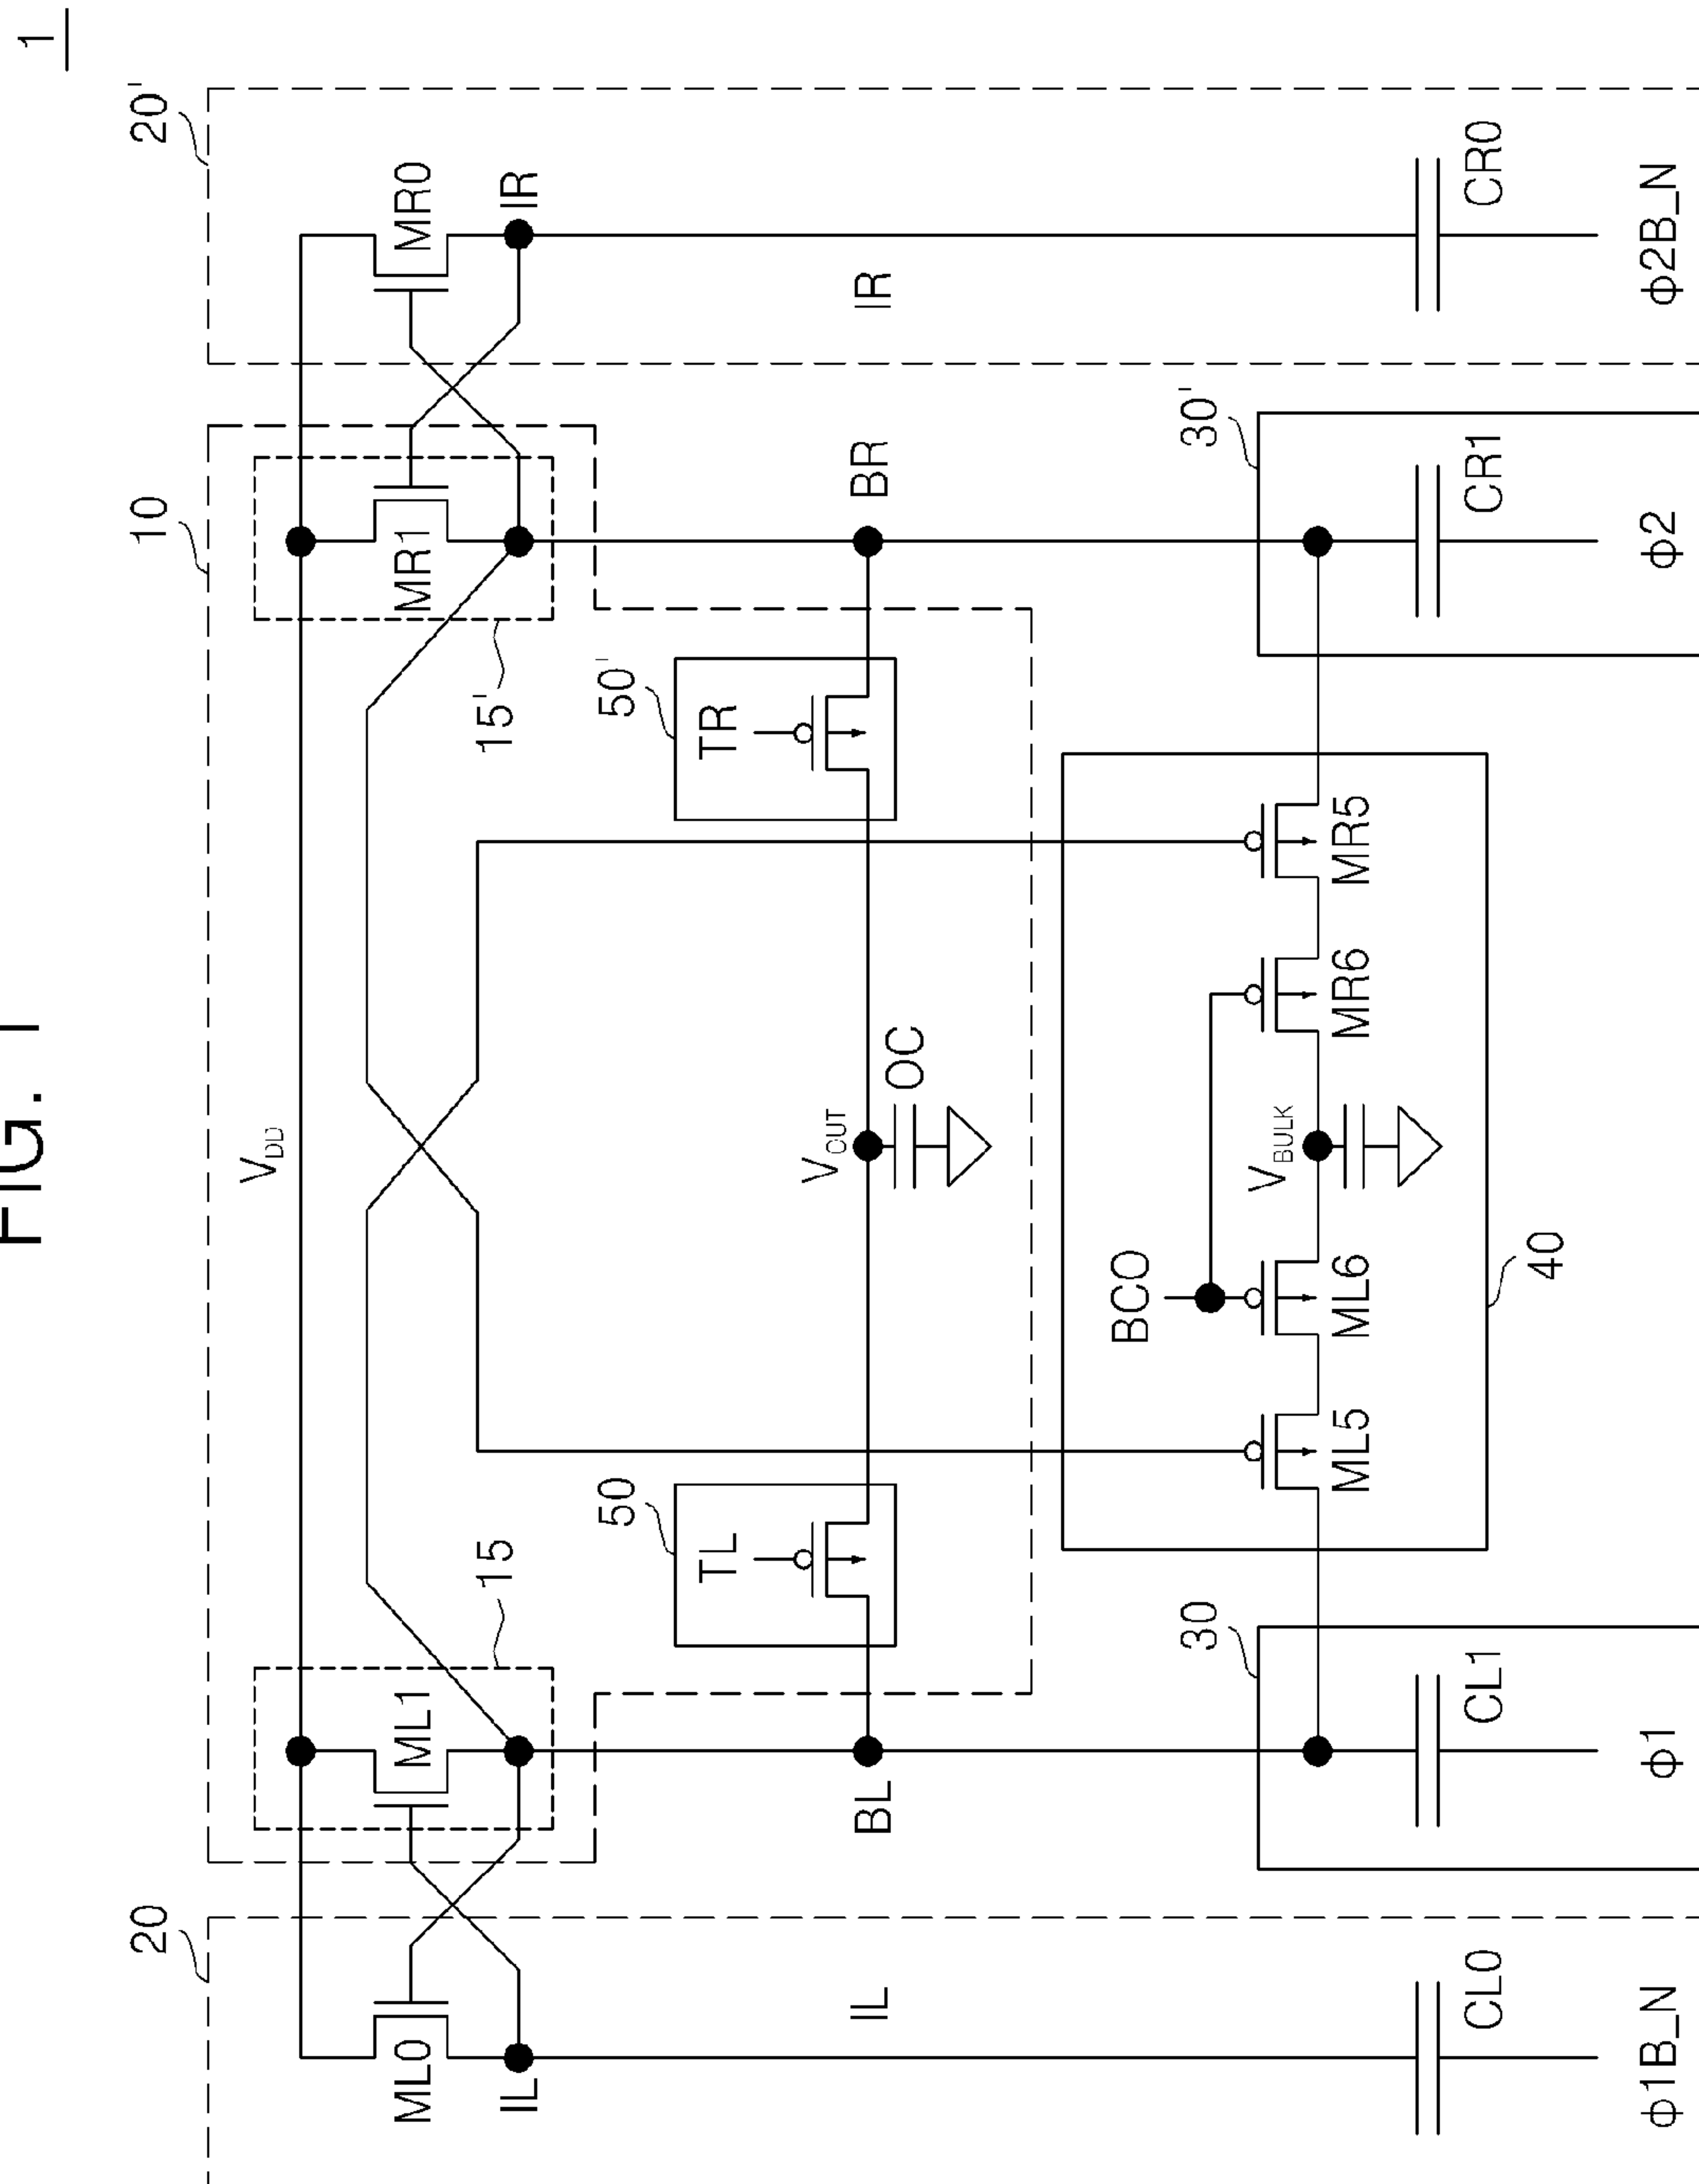 FIG. 1
1
20
10
20'
VDD
ML0
ML1
MR1
MR0
15
15'
IL
IR
50
50'
TL
TR
VOUT
IL
BL
BR
IR
OC
BCO
30
30'
VBULK
ML5
ML6
MR6
MR5
CL0
CL1
CR1
CR0
40
ϕ1B_N
ϕ1
ϕ2
ϕ2B_N